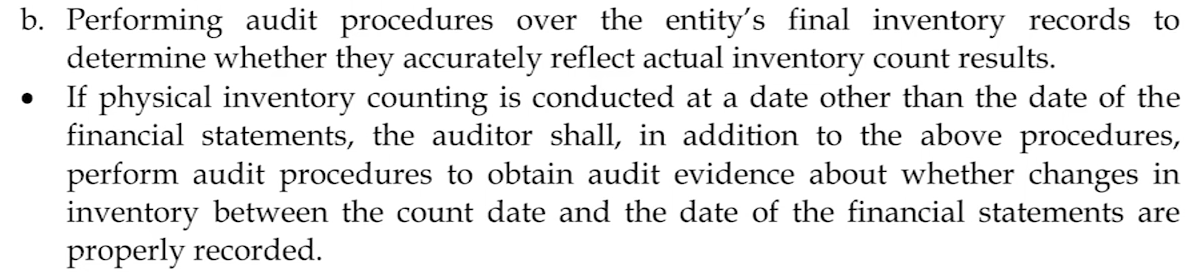 b. Performing audit procedures over the entity's final inventory records to
determine whether they accurately reflect actual inventory count results.
• If physical inventory counting is conducted at a date other than the date of the
financial statements, the auditor shall, in addition to the above procedures,
perform audit procedures to obtain audit evidence about whether changes in
inventory between the count date and the date of the financial statements are
properly recorded.